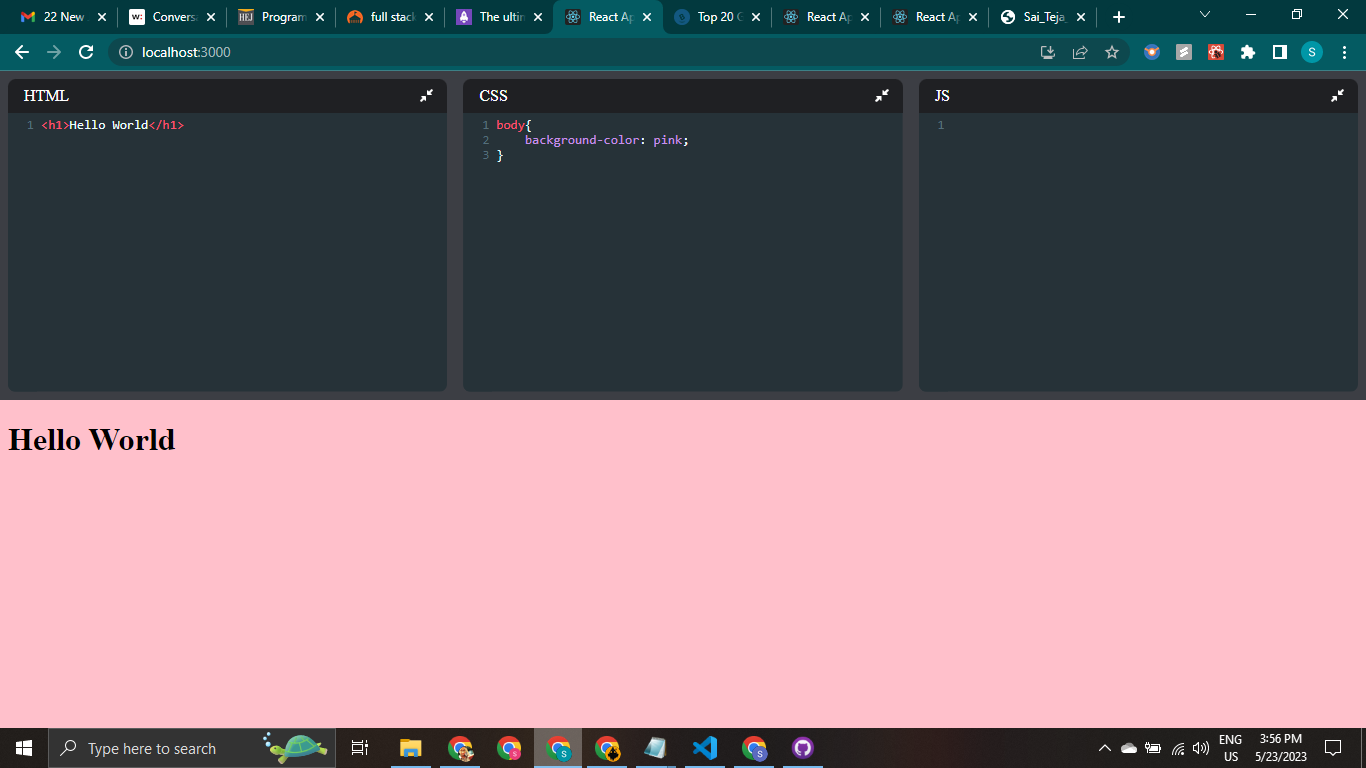 22 New
Convers
Program
full stack
The ultin
React Ap
Top 20 G
React Ap
React Ap
Sai_Teja_
localhost:3000
S
HTML
CSS
JS
1 <h1>Hello World</h1>
1 body{
2 background-color: pink;
3 }
1
Hello World
Type here to search
ENG
US
3:56 PM
5/23/2023